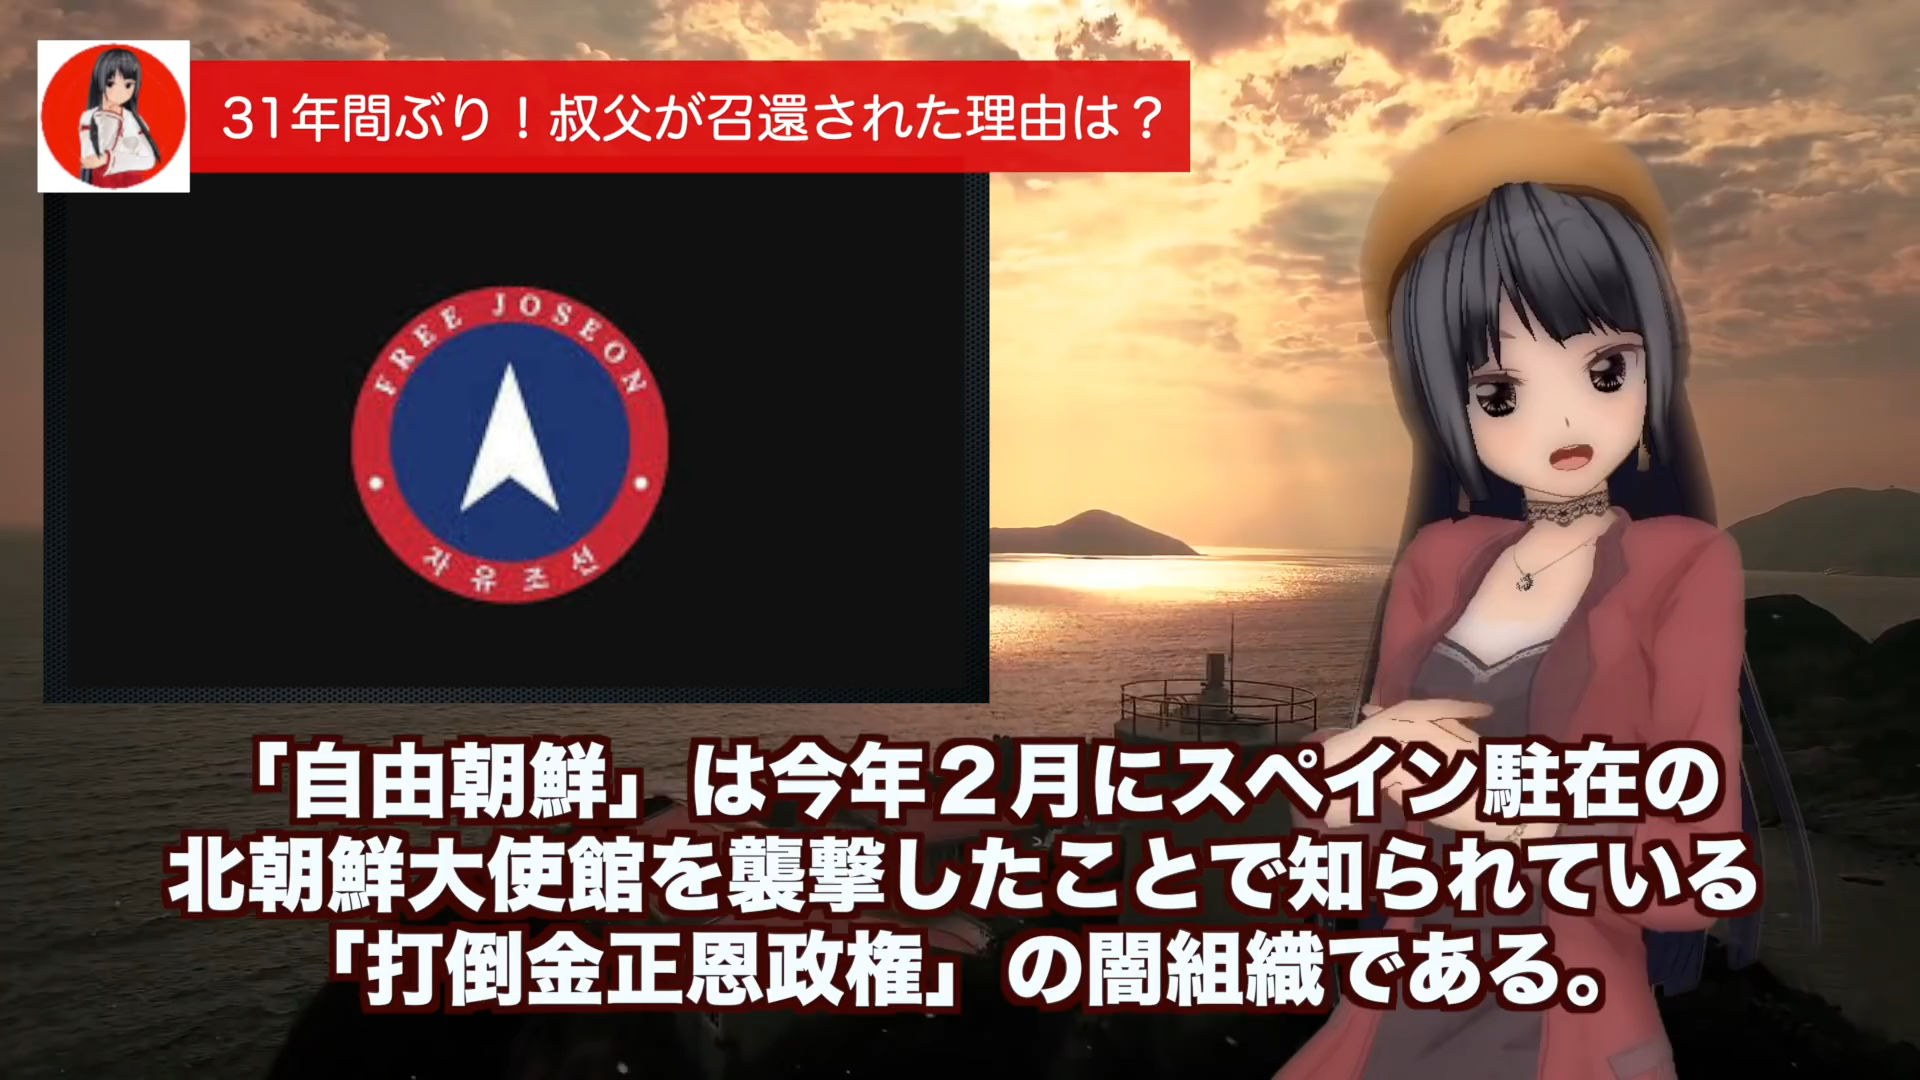 31年間ぶり！叔父が召還された理由は？
FREE JOSEON
자유조선
「自由朝鮮」は今年２月にスペイン駐在の
北朝鮮大使館を襲撃したことで知られている
「打倒金正恩政権」の闇組織である。